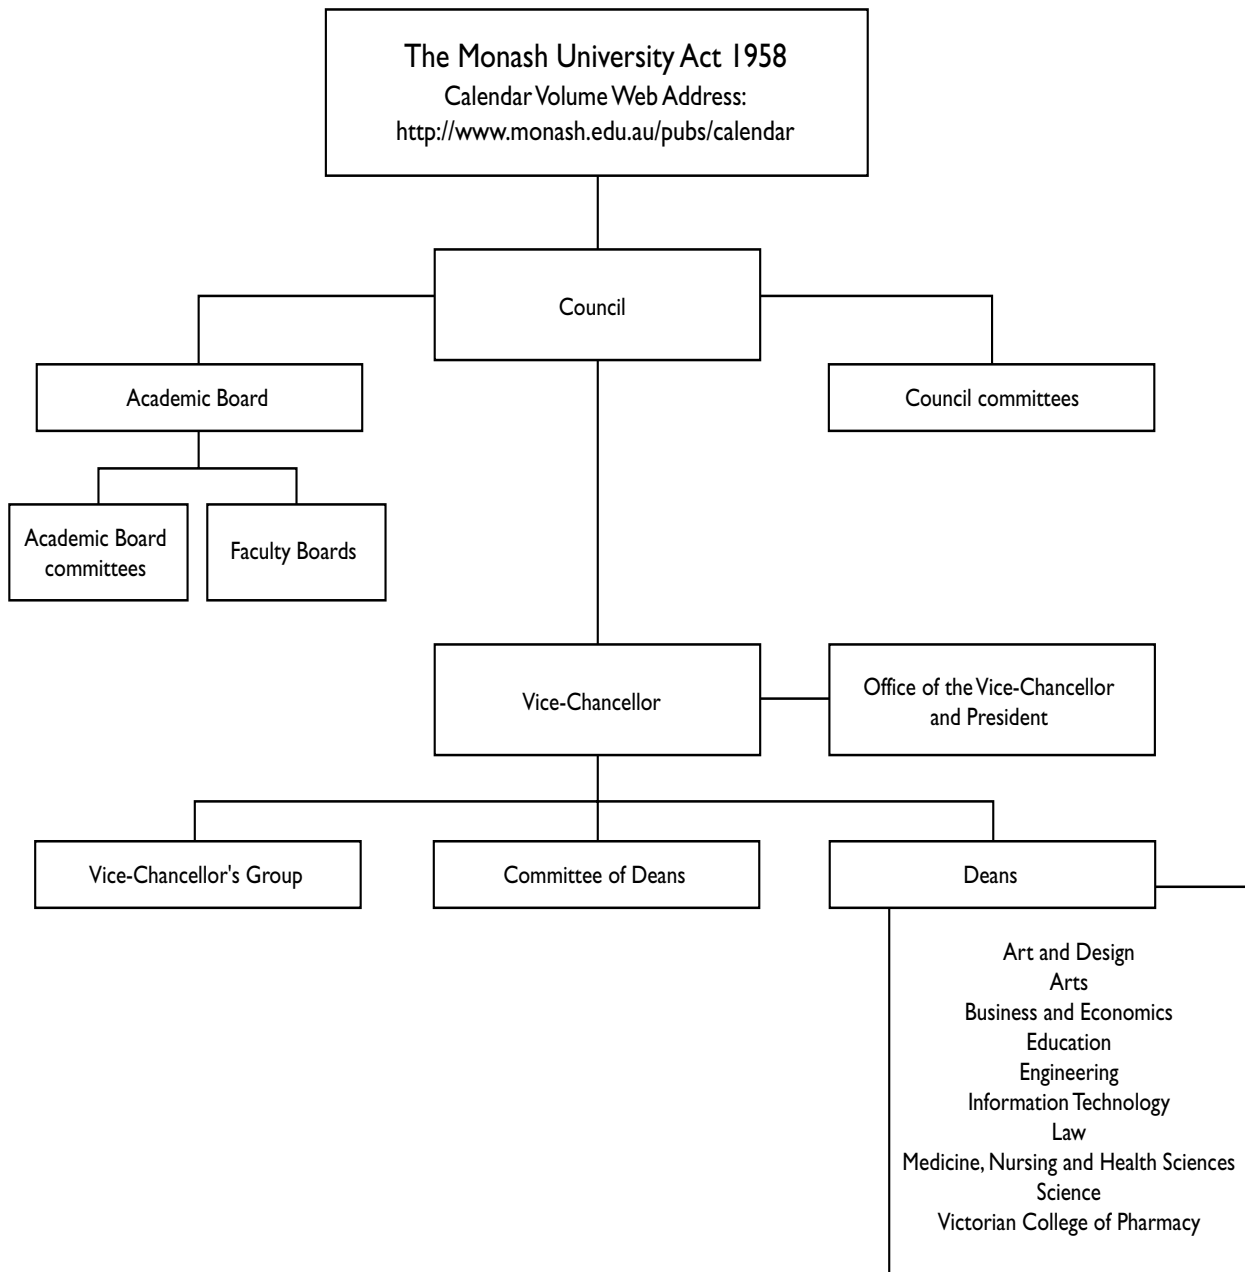 The Monash University Act 1958
Calendar Volume Web Address:
http://www.monash.edu.au/pubs/calendar
Council
Academic Board
Council committees
Academic Board
committees
Faculty Boards
Vice-Chancellor
Office of the Vice-Chancellor
and President
Vice-Chancellor's Group
Committee of Deans
Deans
Art and Design
Arts
Business and Economics
Education
Engineering
Information Technology
Law
Medicine, Nursing and Health Sciences
Science
Victorian College of Pharmacy